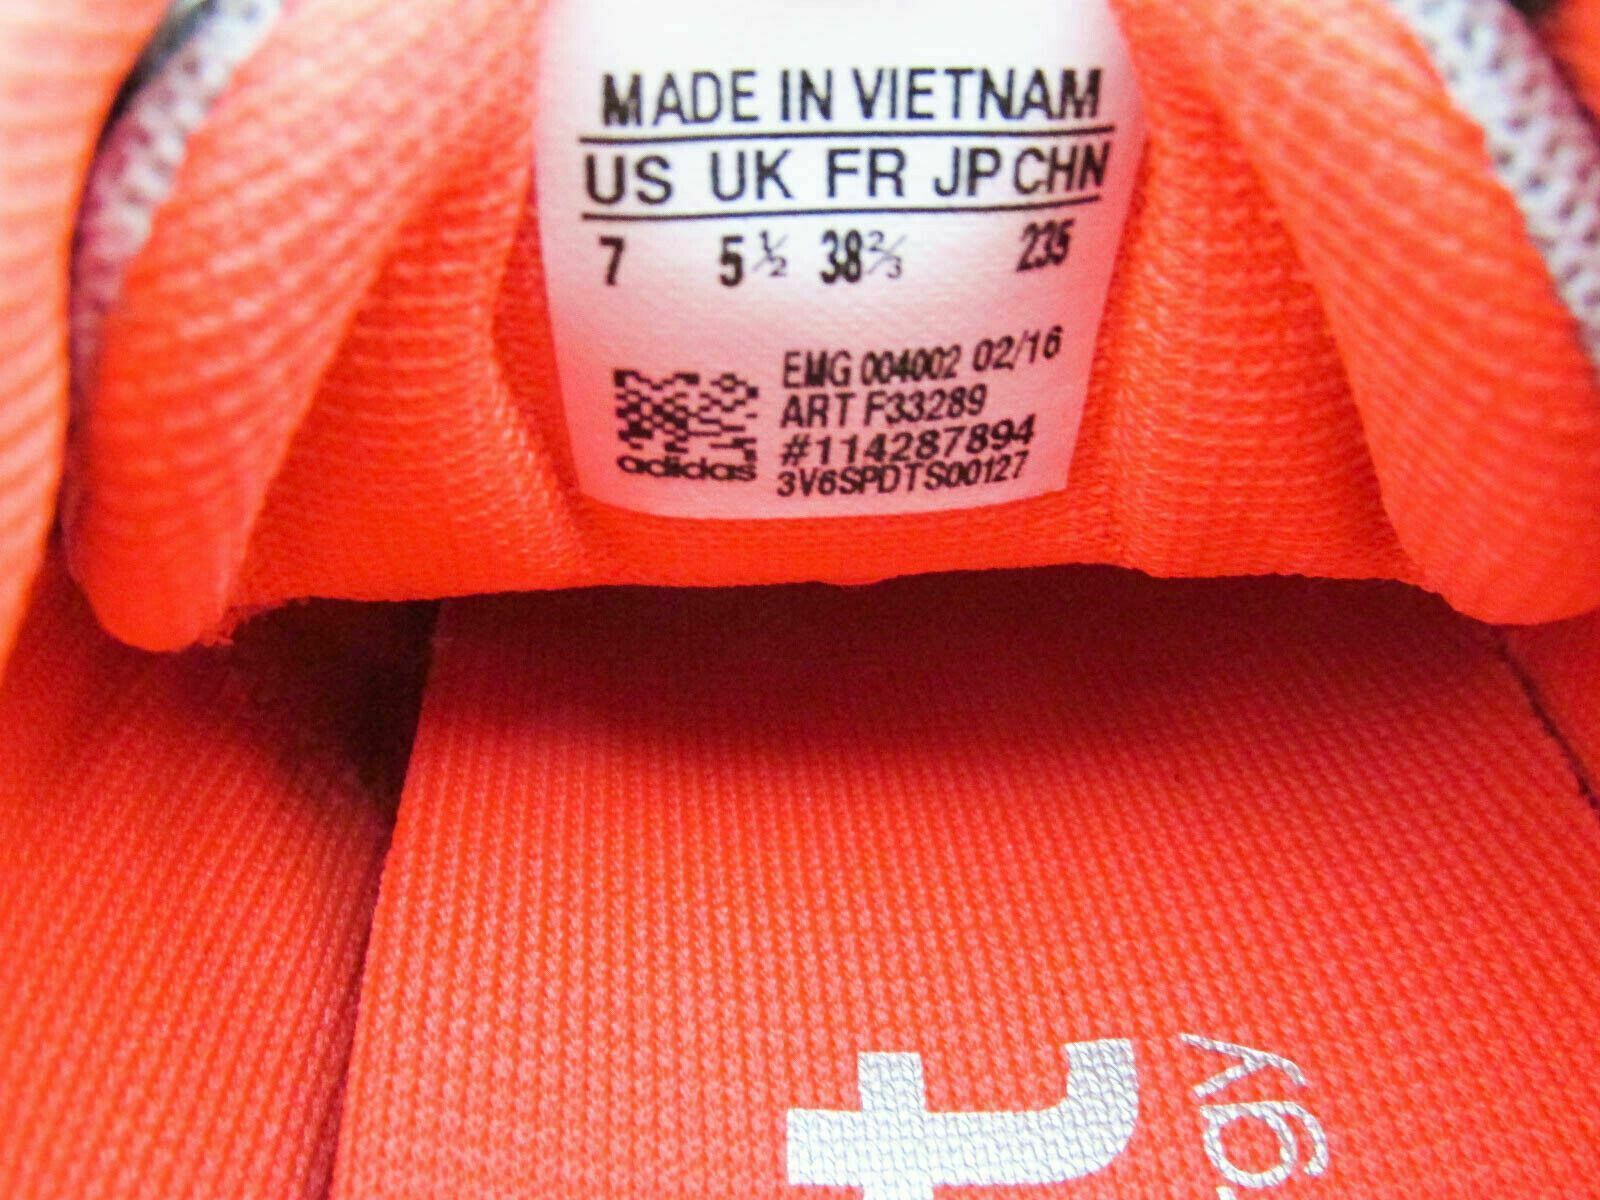 MADE IN VIETNAM
US UK FR JP CHN
7 5½ 38⅔ 235
EMG 004002 02/16
ART F33289
#114287894
3V6SPDTS00127
adidas
t
gy